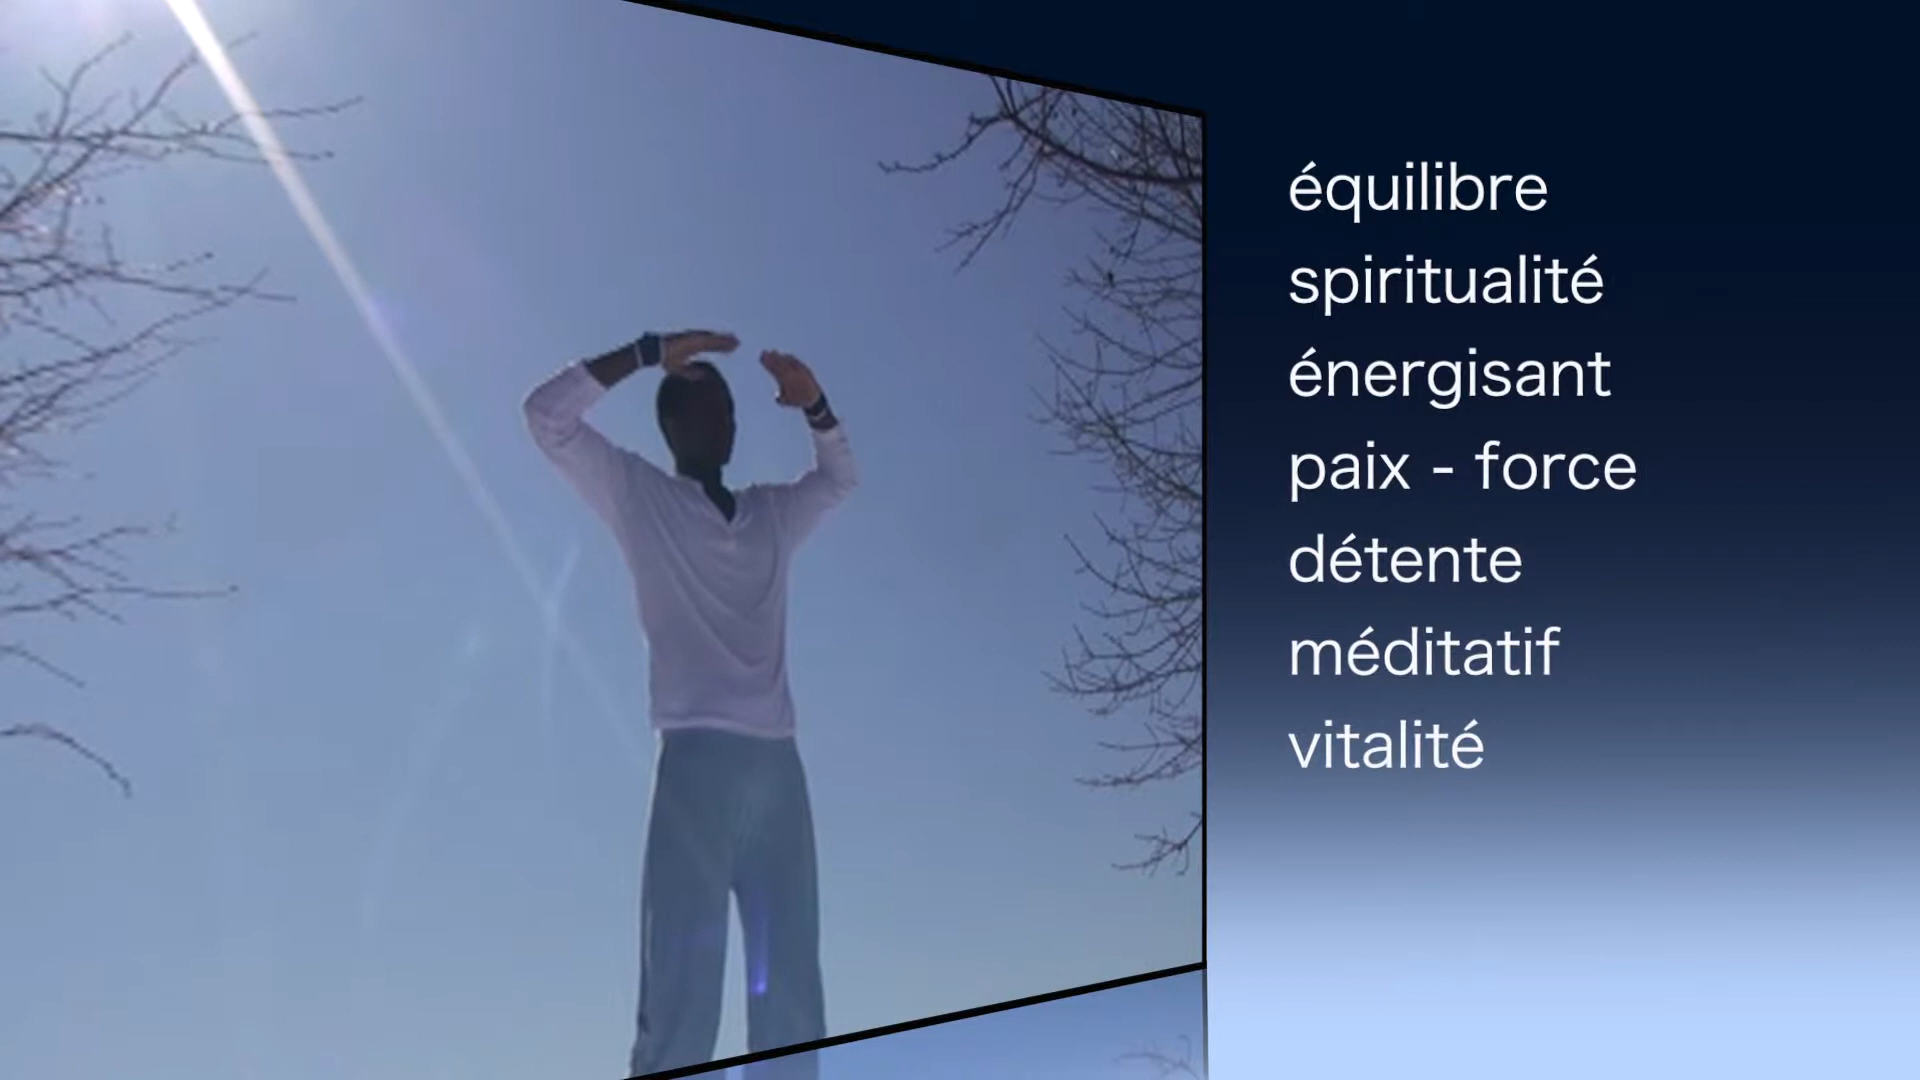 équilibre
spiritualité
énergisant
paix - force
détente
méditatif
vitalité